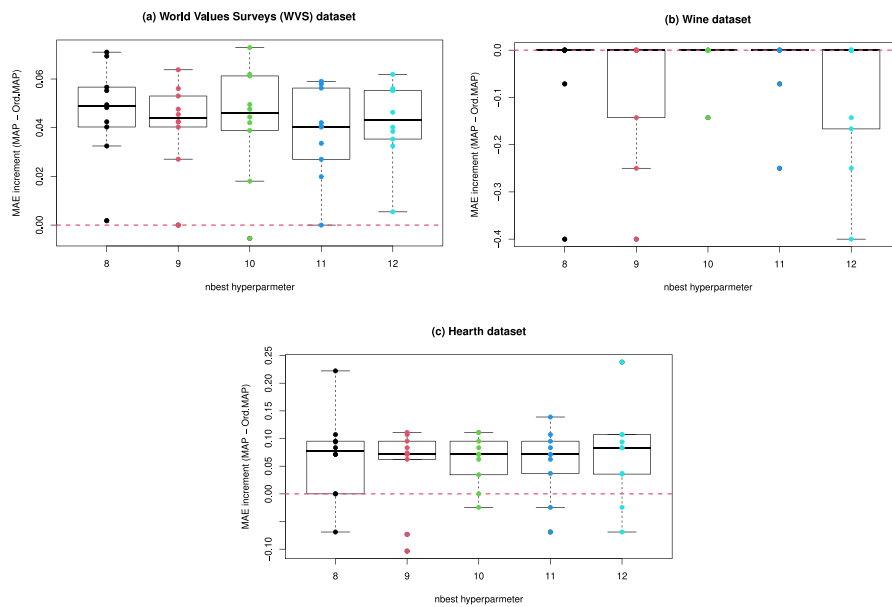 (a) World Values Surveys (WVS) dataset
MAE increment (MAP − Ord.MAP)
0.06
0.04
0.02
0.00
8 9 10 11 12
nbest hyperparmeter
(b) Wine dataset
MAE increment (MAP − Ord.MAP)
0.0
−0.1
−0.2
−0.3
−0.4
8 9 10 11 12
nbest hyperparmeter
(c) Hearth dataset
MAE increment (MAP − Ord.MAP)
0.25
0.20
0.15
0.10
0.05
0.00
−0.10
8 9 10 11 12
nbest hyperparmeter